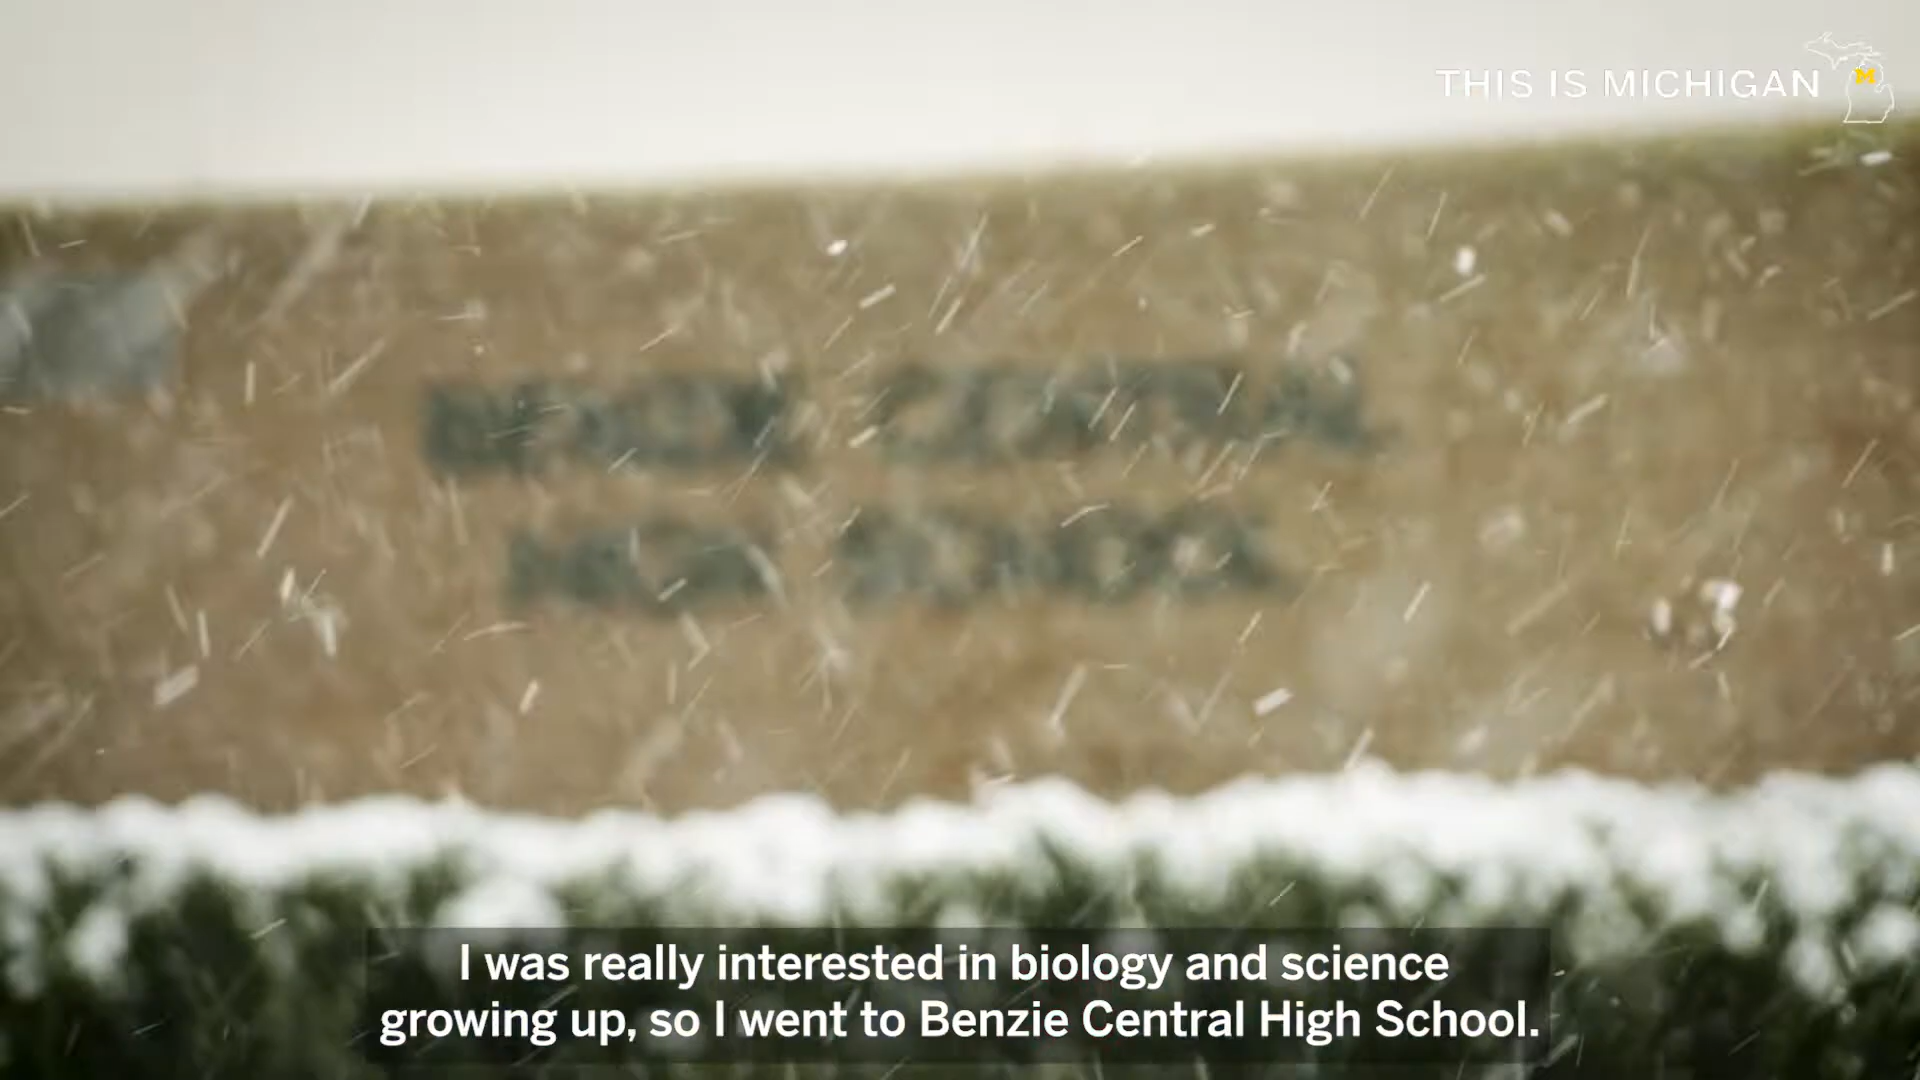 THIS IS MICHIGAN
M
I was really interested in biology and science
growing up, so I went to Benzie Central High School.